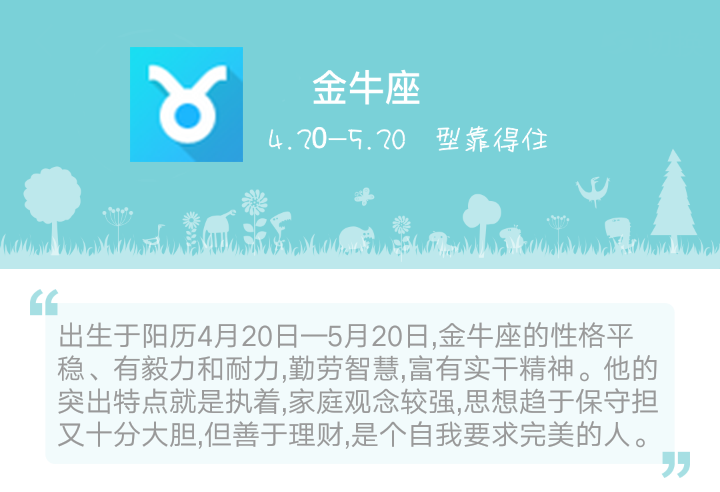 金牛座
4.20-5.20 型靠得住
出生于阳历4月20日—5月20日,金牛座的性格平
稳、有毅力和耐力,勤劳智慧,富有实干精神。他的
突出特点就是执着,家庭观念较强,思想趋于保守担
又十分大胆,但善于理财,是个自我要求完美的人。